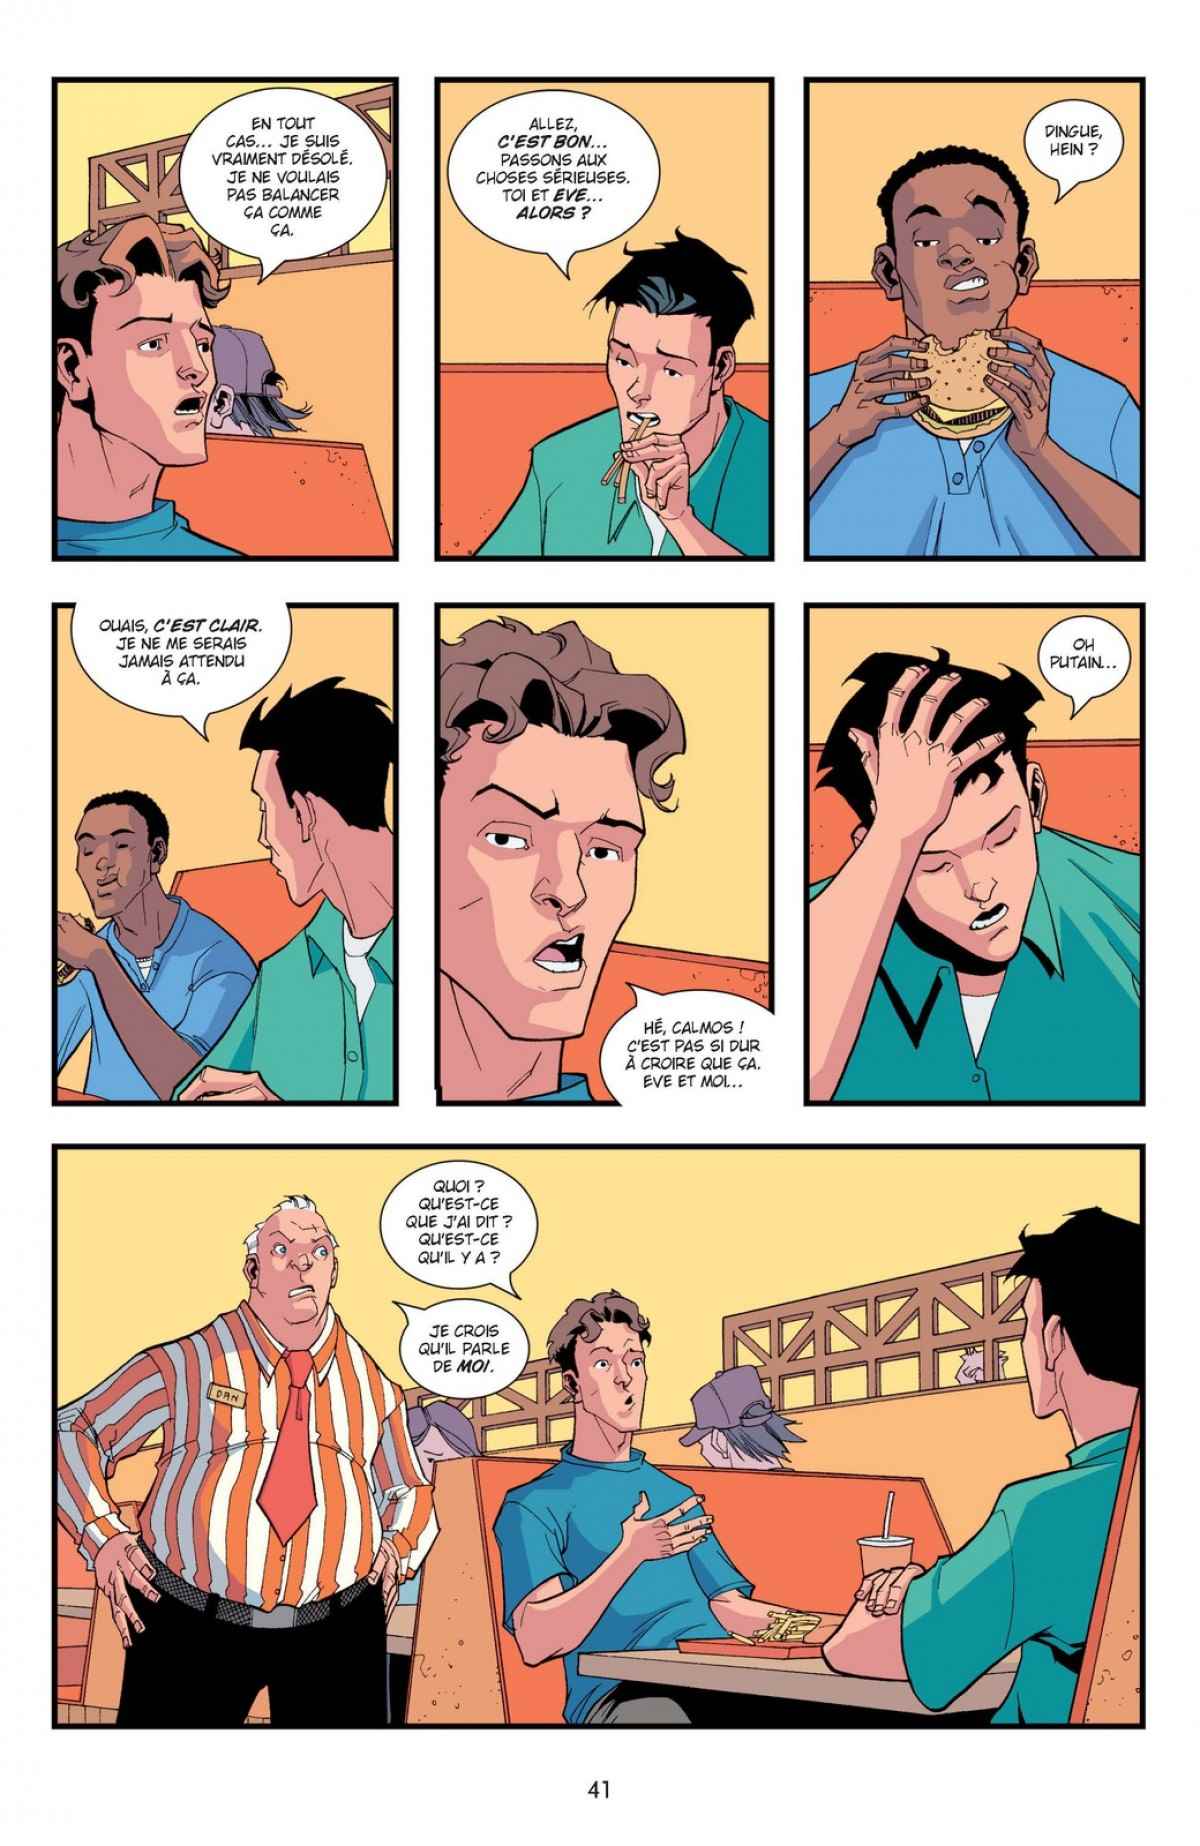 EN TOUT
CAS... JE SUIS
VRAIMENT DÉSOLÉ.
JE NE VOULAIS
PAS BALANCER
ÇA COMME
ÇA.
ALLEZ,
C'EST BON...
PASSONS AUX
CHOSES SÉRIEUSES.
TOI ET EVE...
ALORS ?
DINGUE,
HEIN ?
OUAIS, C'EST CLAIR.
JE NE ME SERAIS
JAMAIS ATTENDU
À ÇA.
HÉ, CALMOS !
C'EST PAS SI DUR
À CROIRE QUE ÇA.
EVE ET MOI...
OH
PUTAIN...
QUOI ?
QU'EST-CE
QUE J'AI DIT ?
QU'EST-CE
QU'IL Y A ?
JE CROIS
QU'IL PARLE
DE MOI.
DAN
41